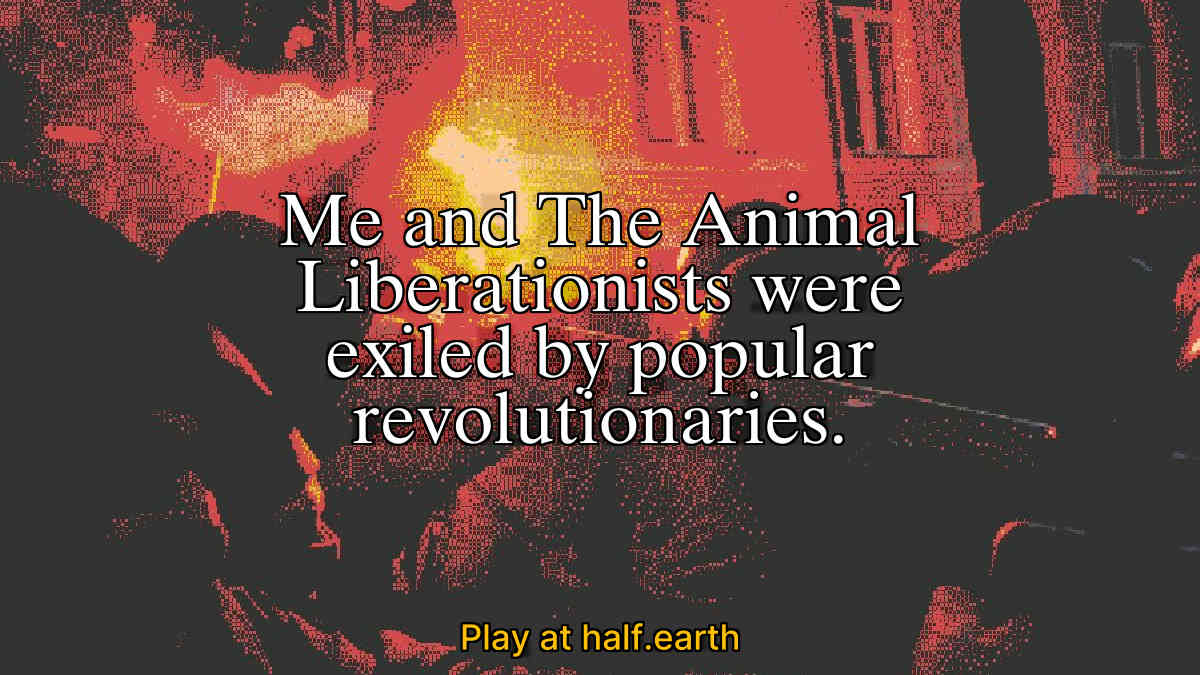 Me and The Animal
Liberationists were
exiled by popular
revolutionaries.
Play at half.earth